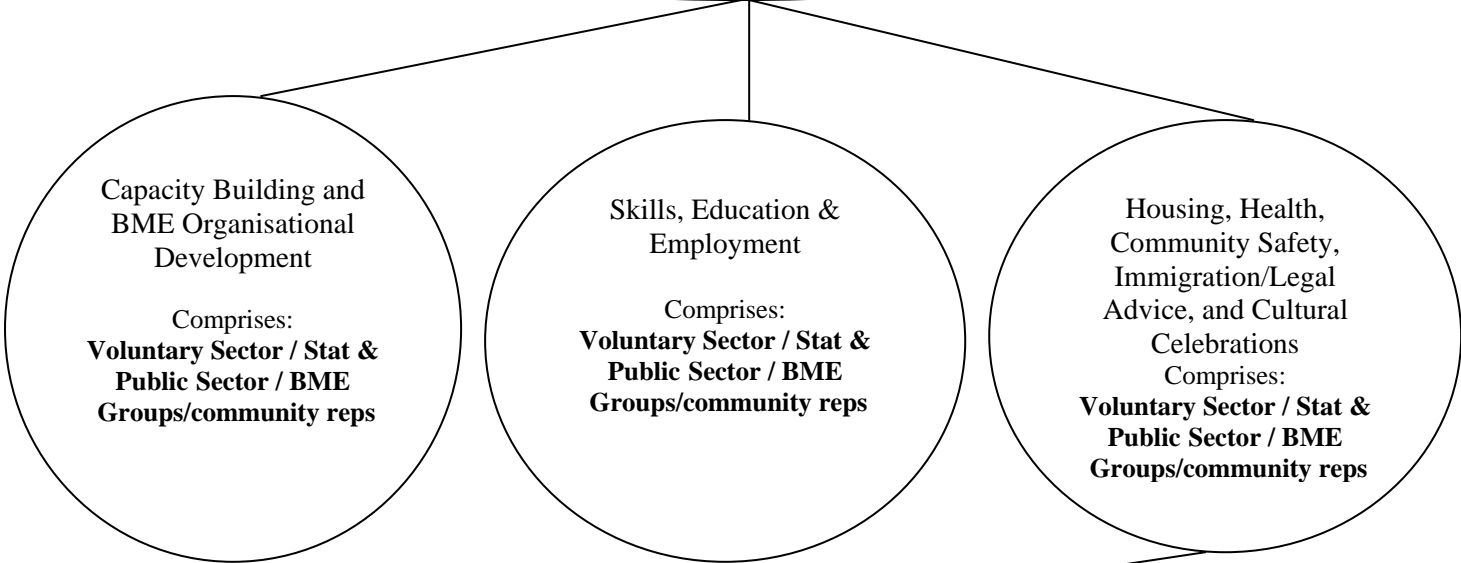 Capacity Building and
BME Organisational
Development
Comprises:
Voluntary Sector / Stat &
Public Sector / BME
Groups/community reps
Skills, Education &
Employment
Comprises:
Voluntary Sector / Stat &
Public Sector / BME
Groups/community reps
Housing, Health,
Community Safety,
Immigration/Legal
Advice, and Cultural
Celebrations
Comprises:
Voluntary Sector / Stat &
Public Sector / BME
Groups/community reps